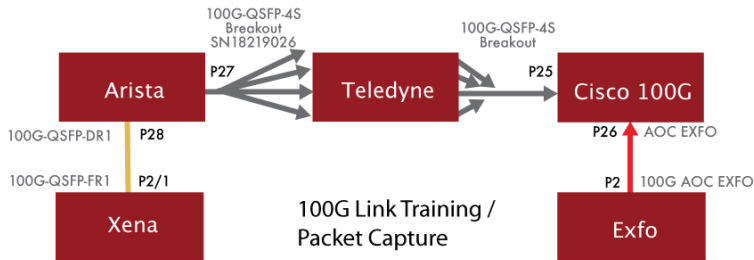 100G-QSFP-4S
Breakout
SN18219026
100G-QSFP-4S
Breakout
P27
P25
Arista
Teledyne
Cisco 100G
100G-QSFP-DR1
P28
P26
AOC EXFO
100G-QSFP-FR1
P2/1
P2
100G AOC EXFO
Xena
100G Link Training /
Packet Capture
Exfo